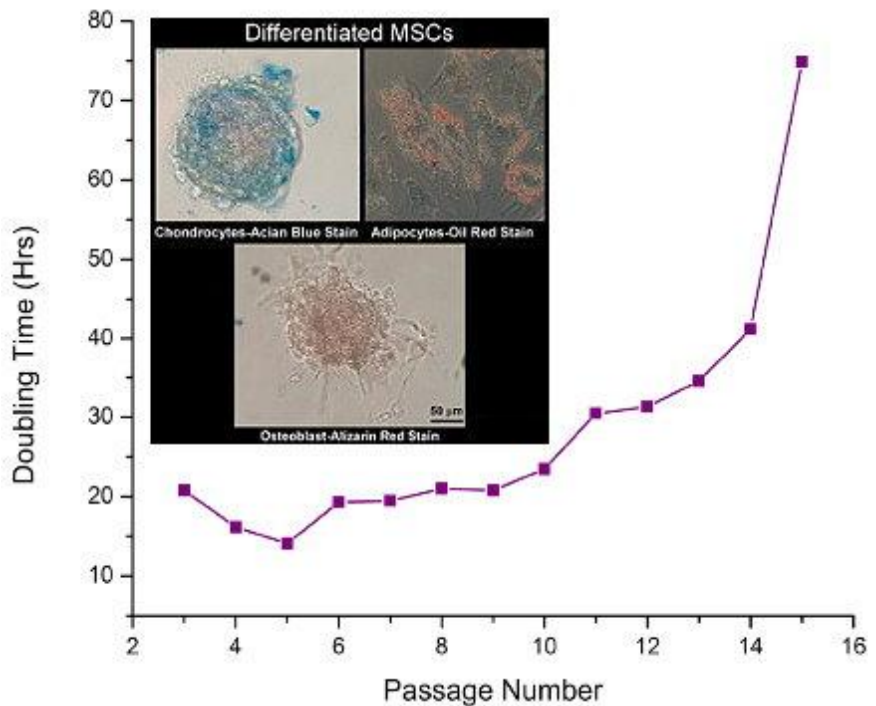 80
70
60
50
40
30
20
10
Doubling Time (Hrs)
Differentiated MSCs
Chondrocytes-Acian Blue Stain
Adipocytes-Oil Red Stain
50 µm
Osteoblast-Alizarin Red Stain
2 4 6 8 10 12 14 16
Passage Number